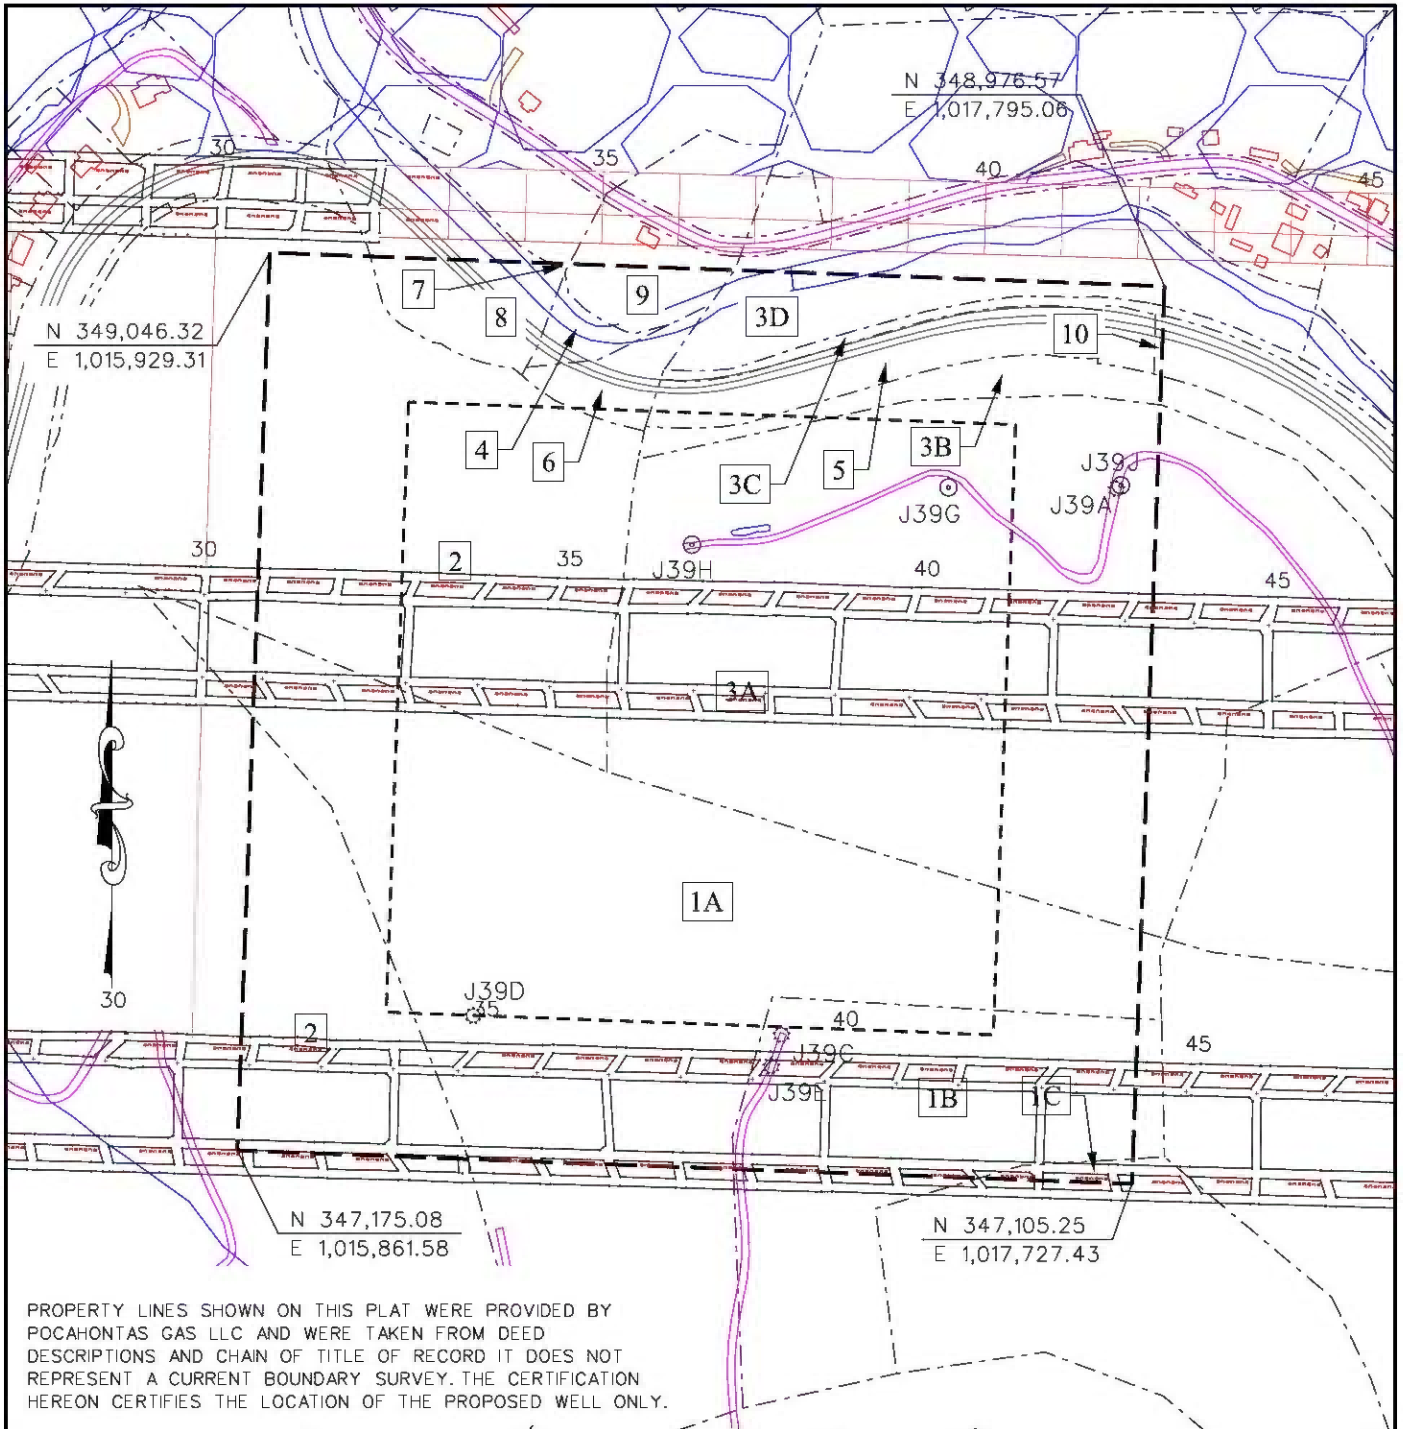 N 348,976.57
E 1,017,795.06
30
35
40
45
7
9
8
3D
10
N 349,046.32
E 1,015,929.31
4
6
3C
5
3B
J39J
J39A
J39G
J39H
30
2
35
40
45
3A
1A
30
J39D
35
2
40
45
J39C
J39E
1B
1C
N 347,175.08
E 1,015,861.58
N 347,105.25
E 1,017,727.43
PROPERTY LINES SHOWN ON THIS PLAT WERE PROVIDED BY
POCAHONTAS GAS LLC AND WERE TAKEN FROM DEED
DESCRIPTIONS AND CHAIN OF TITLE OF RECORD IT DOES NOT
REPRESENT A CURRENT BOUNDARY SURVEY. THE CERTIFICATION
HEREON CERTIFIES THE LOCATION OF THE PROPOSED WELL ONLY.